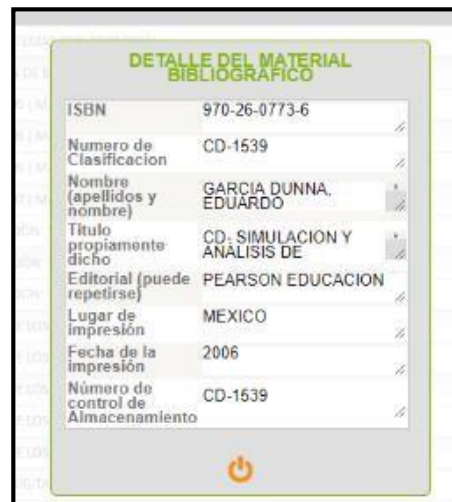 DETALLE DEL MATERIAL
BIBLIOGRAFICO
ISBN 970-26-0773-6
Numero de
Clasificacion CD-1539
Nombre
(apellidos y
nombre) GARCIA DUNNA,
EDUARDO
Titulo
propiamente
dicho CD- SIMULACION Y
ANALISIS DE
Editorial (puede
repetirse) PEARSON EDUCACION
Lugar de
impresión MEXICO
Fecha de la
impresión 2006
Número de
control de
Almacenamiento CD-1539